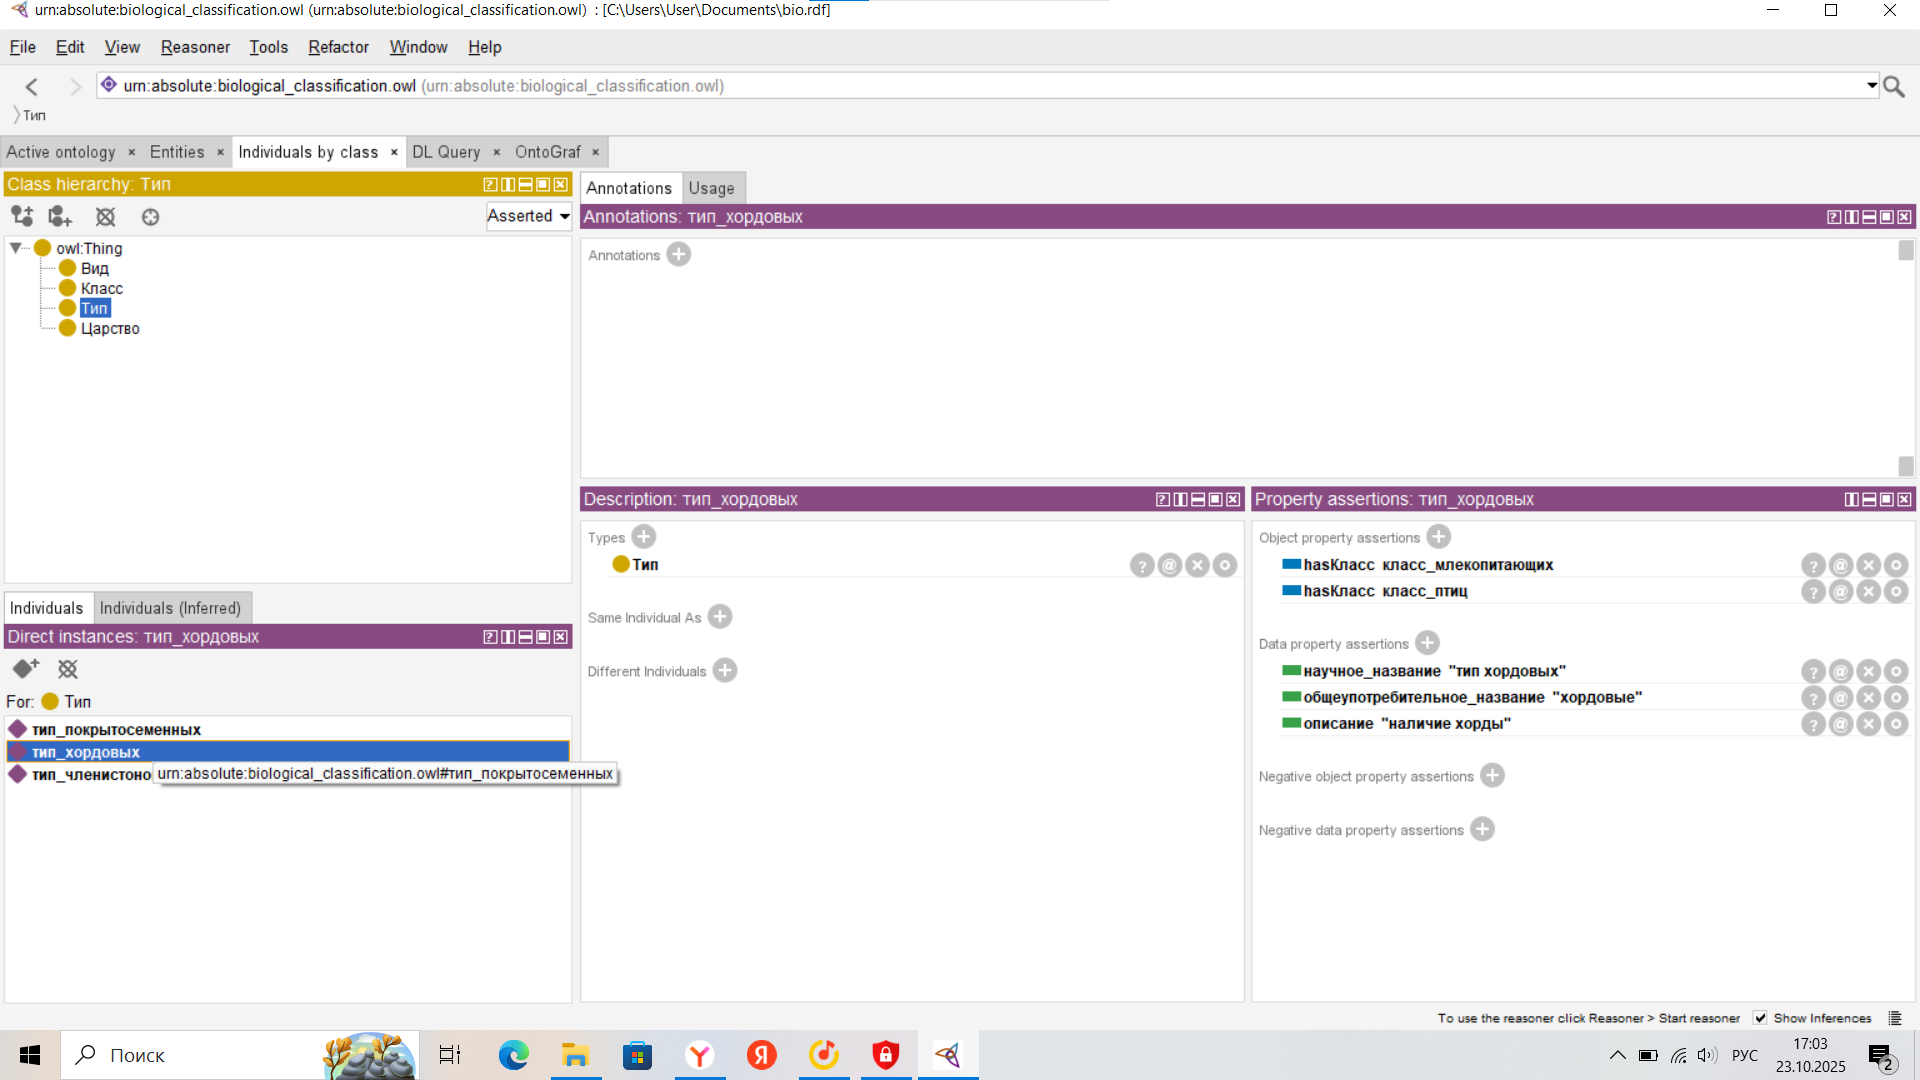 urn:absolute:biological_classification.owl (urn:absolute:biological_classification.owl) : [C:\Users\User\Documents\bio.rdf]
File Edit View Reasoner Tools Refactor Window Help
urn:absolute:biological_classification.owl (urn:absolute:biological_classification.owl)
Тип
Active ontology × Entities × Individuals by class × DL Query × OntoGraf ×
Class hierarchy: Тип
Asserted
owl:Thing
Вид
Класс
Тип
Царство
Individuals Individuals (Inferred)
Direct instances: тип_хордовых
For: Тип
тип_покрытосеменных
тип_хордовых
тип_членистоно
urn:absolute:biological_classification.owl#тип_покрытосеменных
Annotations Usage
Annotations: тип_хордовых
Annotations
Description: тип_хордовых
Types
Тип
Same Individual As
Different Individuals
Property assertions: тип_хордовых
Object property assertions
hasКласс класс_млекопитающих
hasКласс класс_птиц
Data property assertions
научное_название "тип хордовых"
общеупотребительное_название "хордовые"
описание "наличие хорды"
Negative object property assertions
Negative data property assertions
To use the reasoner click Reasoner > Start reasoner Show Inferences
Поиск
РУС
17:03
23.10.2025
2